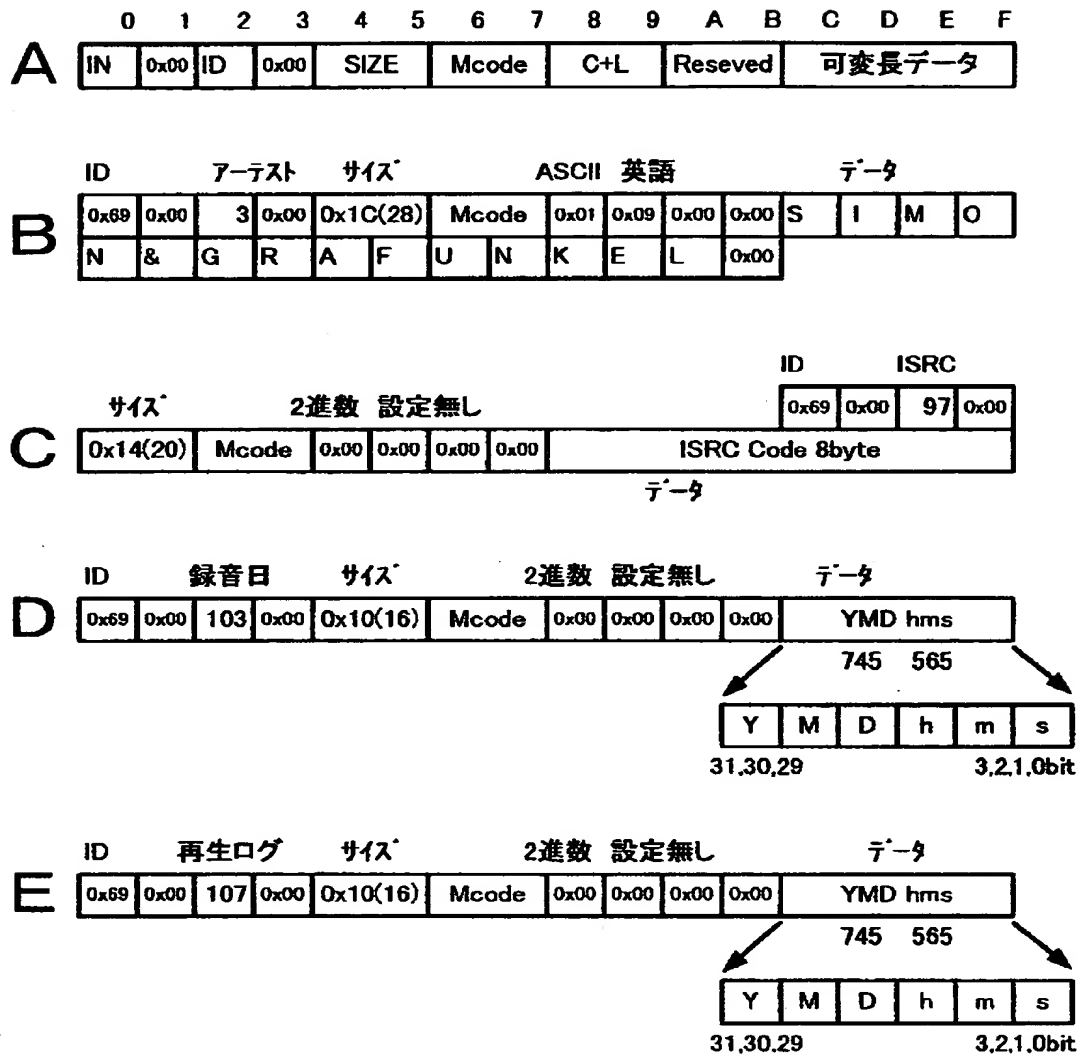 0 1 2 3 4 5 6 7 8 9 A B C D E F
A IN 0x00 ID 0x00 SIZE Mcode C+L Reseved 可変長データ
ID アーテスト サイズ ASCII 英語 データ
B 0x69 0x00 3 0x00 0x1C(28) Mcode 0x01 0x09 0x00 0x00 S I M O
N & G R A F U N K E L 0x00
ID ISRC
0x69 0x00 97 0x00
サイズ 2進数 設定無し
C 0x14(20) Mcode 0x00 0x00 0x00 0x00 ISRC Code 8byte
データ
ID 録音日 サイズ 2進数 設定無し データ
D 0x69 0x00 103 0x00 0x10(16) Mcode 0x00 0x00 0x00 0x00 YMD hms
745 565
Y M D h m s
31,30,29 3,2,1,0bit
ID 再生ログ サイズ 2進数 設定無し データ
E 0x69 0x00 107 0x00 0x10(16) Mcode 0x00 0x00 0x00 0x00 YMD hms
745 565
Y M D h m s
31,30,29 3,2,1,0bit